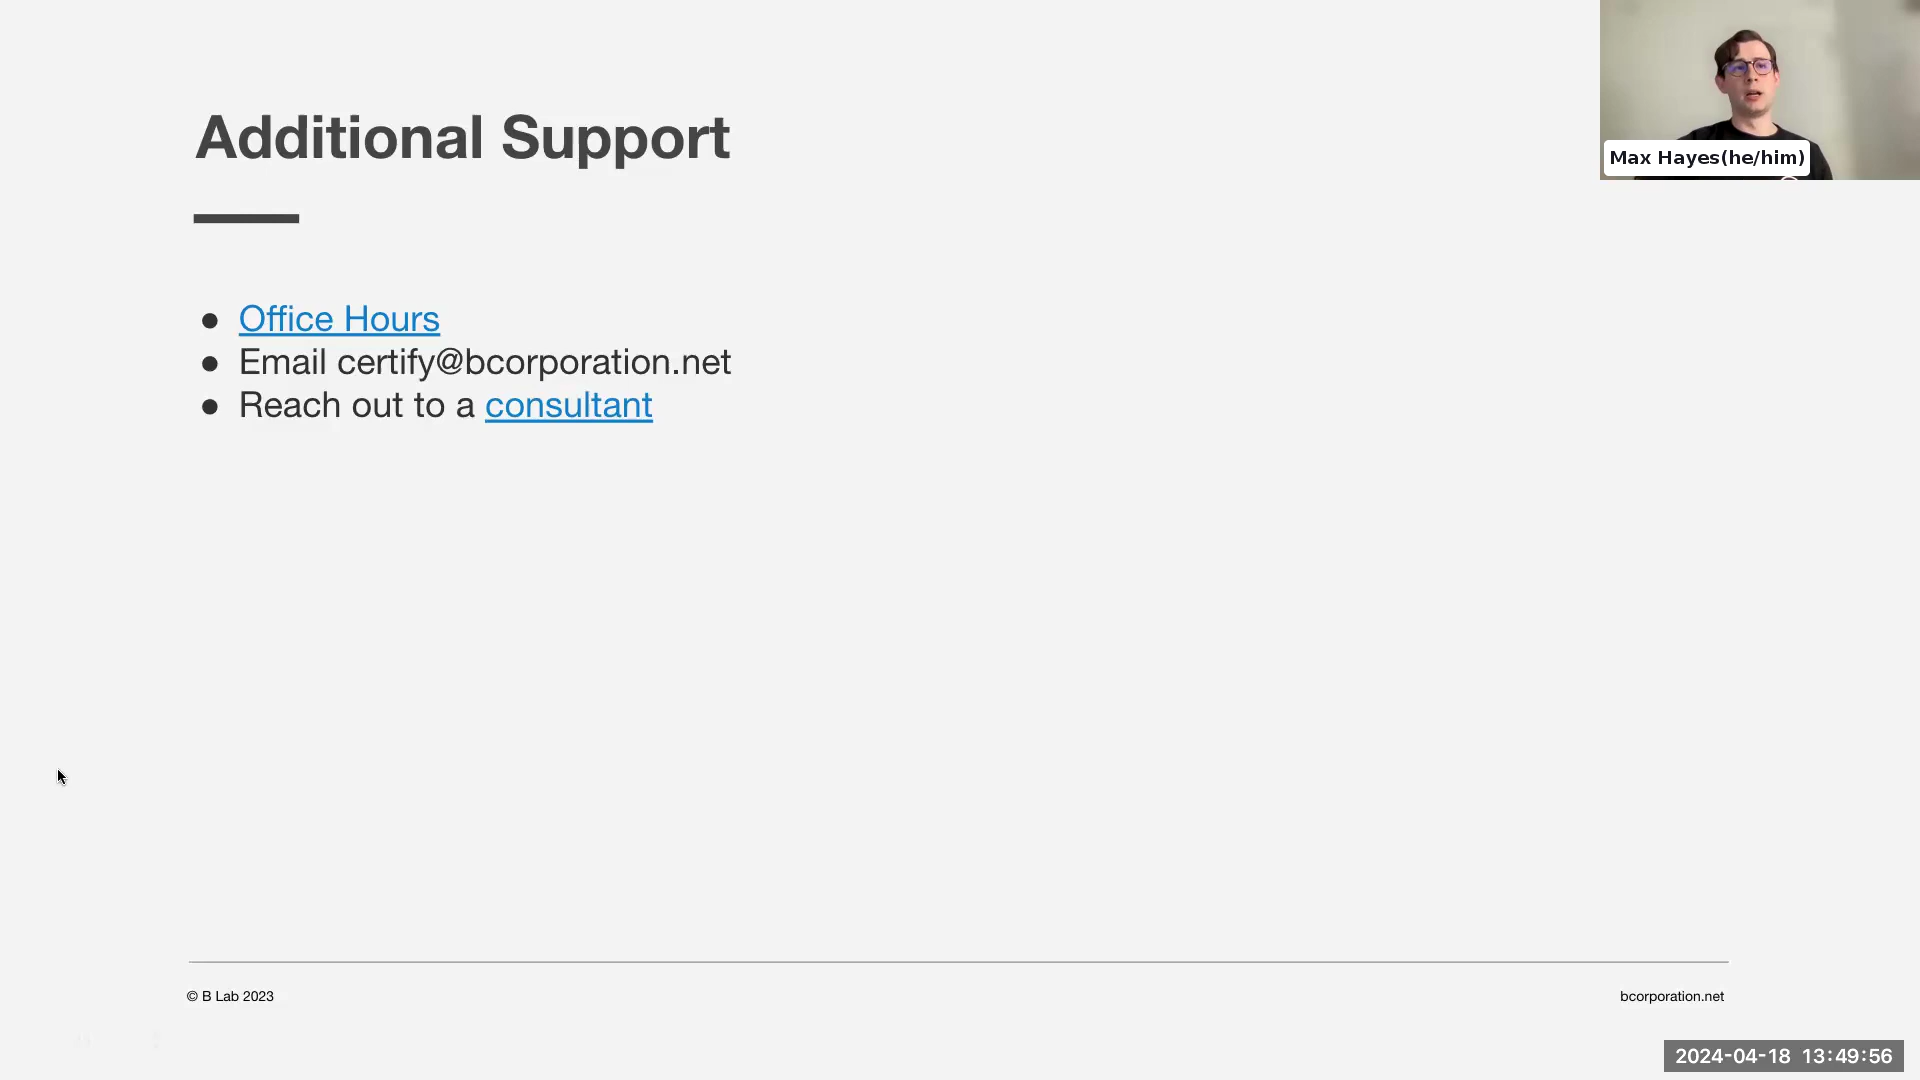 Additional Support
Max Hayes(he/him)
● Office Hours
● Email certify@bcorporation.net
● Reach out to a consultant
© B Lab 2023
bcorporation.net
2024-04-18 13:49:56